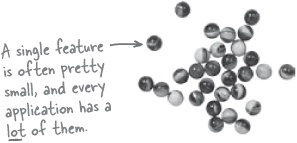 A single feature
is often pretty
small, and every
application has a
lot of them.